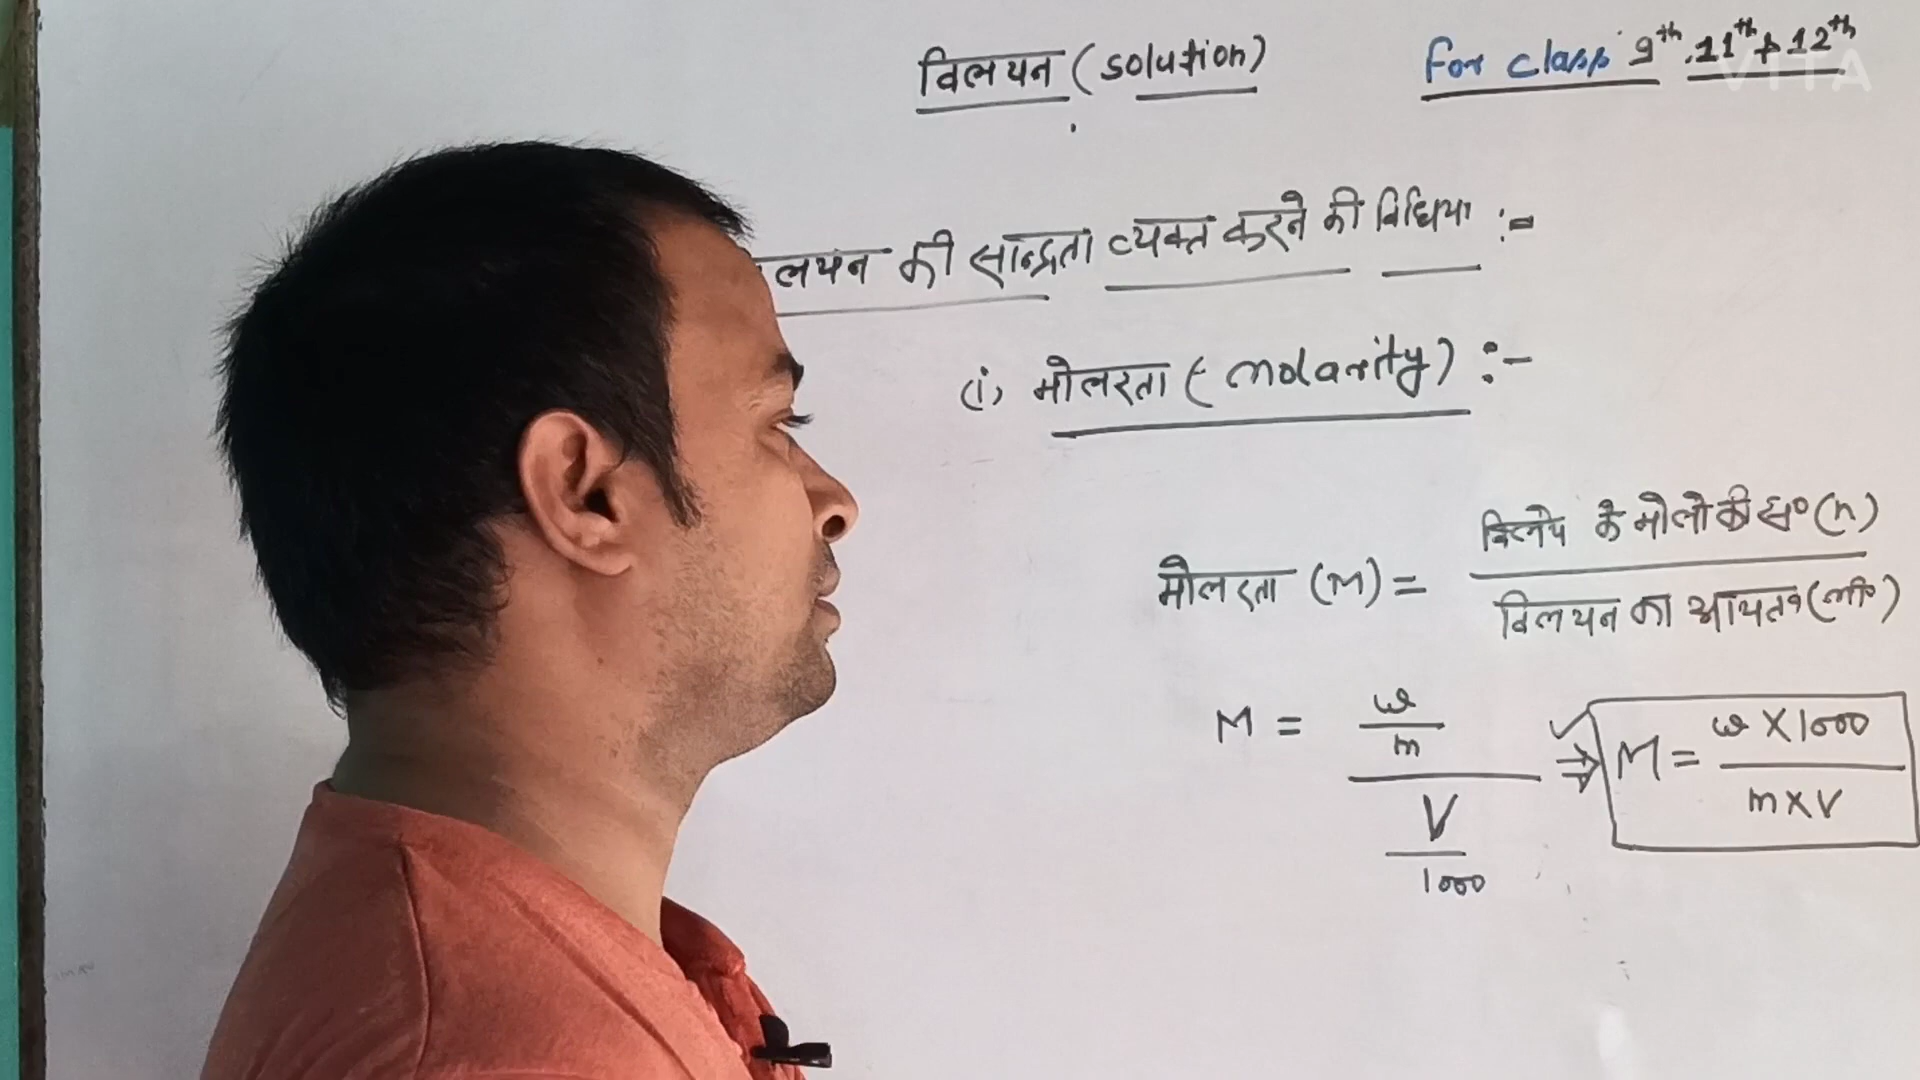 विलयन (solution)
for class 9th, 11th + 12th
VITA
लयन की सान्द्रता व्यक्त करने की विधिया :-
(i) मोलरता (molarity) :-
मोलरता (M) = विलेय के मोलो की सं० (n)
विलयन का आयतन (ली०)
M = w/m
V/1000
⇒ M = w X 1000
m x V